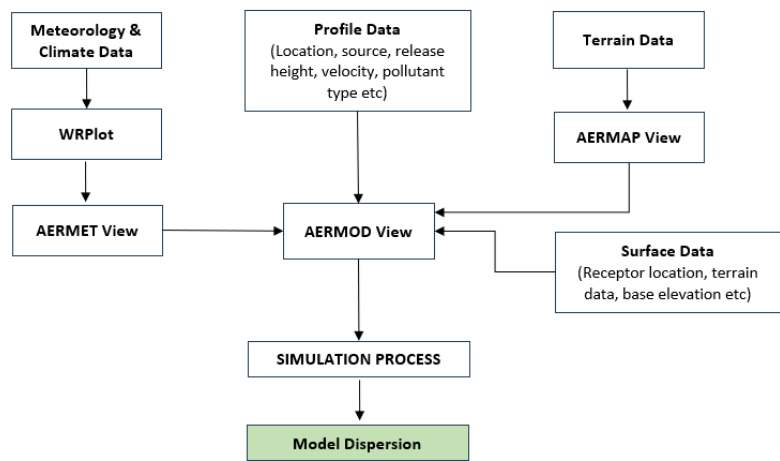 Meteorology &
Climate Data
Profile Data
(Location, source, release
height, velocity, pollutant
type etc)
Terrain Data
WRPlot
AERMAP View
AERMET View
AERMOD View
Surface Data
(Receptor location, terrain
data, base elevation etc)
SIMULATION PROCESS
Model Dispersion